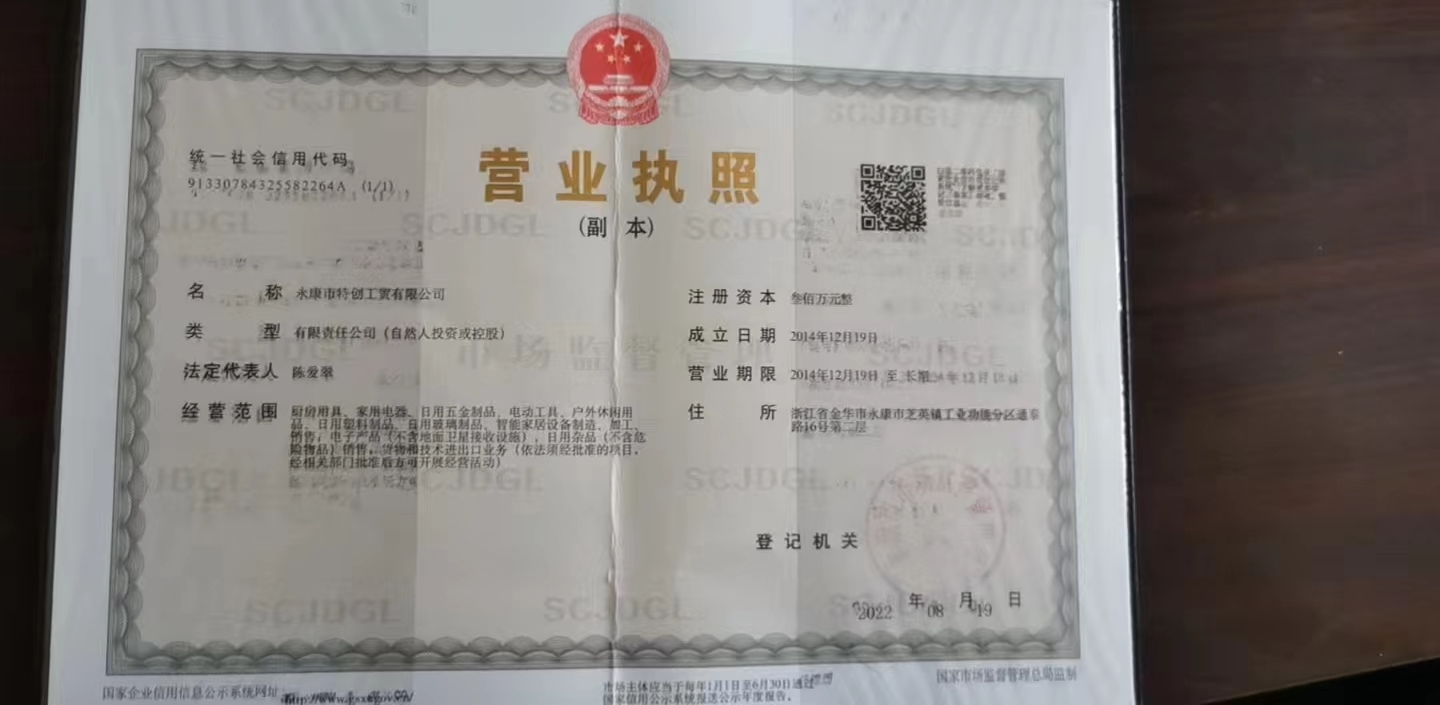 统一社会信用代码
91330784325582264A (1/1)
营业执照
(副 本)
名 称 永康市特创工贸有限公司
类 型 有限责任公司（自然人投资或控股）
法定代表人 陈爱翠
经营范围 厨房用具、家用电器、日用五金制品、电动工具、户外休闲用
品、日用塑料制品、日用玻璃制品、智能家居设备制造、加工、
销售；电子产品（不含地面卫星接收设施）、日用杂品（不含危
险物品）销售；货物和技术进出口业务（依法须经批准的项目，
经相关部门批准后方可开展经营活动）
注册资本 叁佰万元整
成立日期 2014年12月19日
营业期限 2014年12月19日 至 长期
住 所 浙江省金华市永康市芝英镇工业功能分区
路16号第二层
登记机关
2022 年 08 月 19 日
国家企业信用信息公示系统网址：
市场主体应当于每年1月1日至6月30日通过
国家信用公示系统报送公示年度报告。
国家市场监督管理总局监制
SCJDGL
市场监督管理